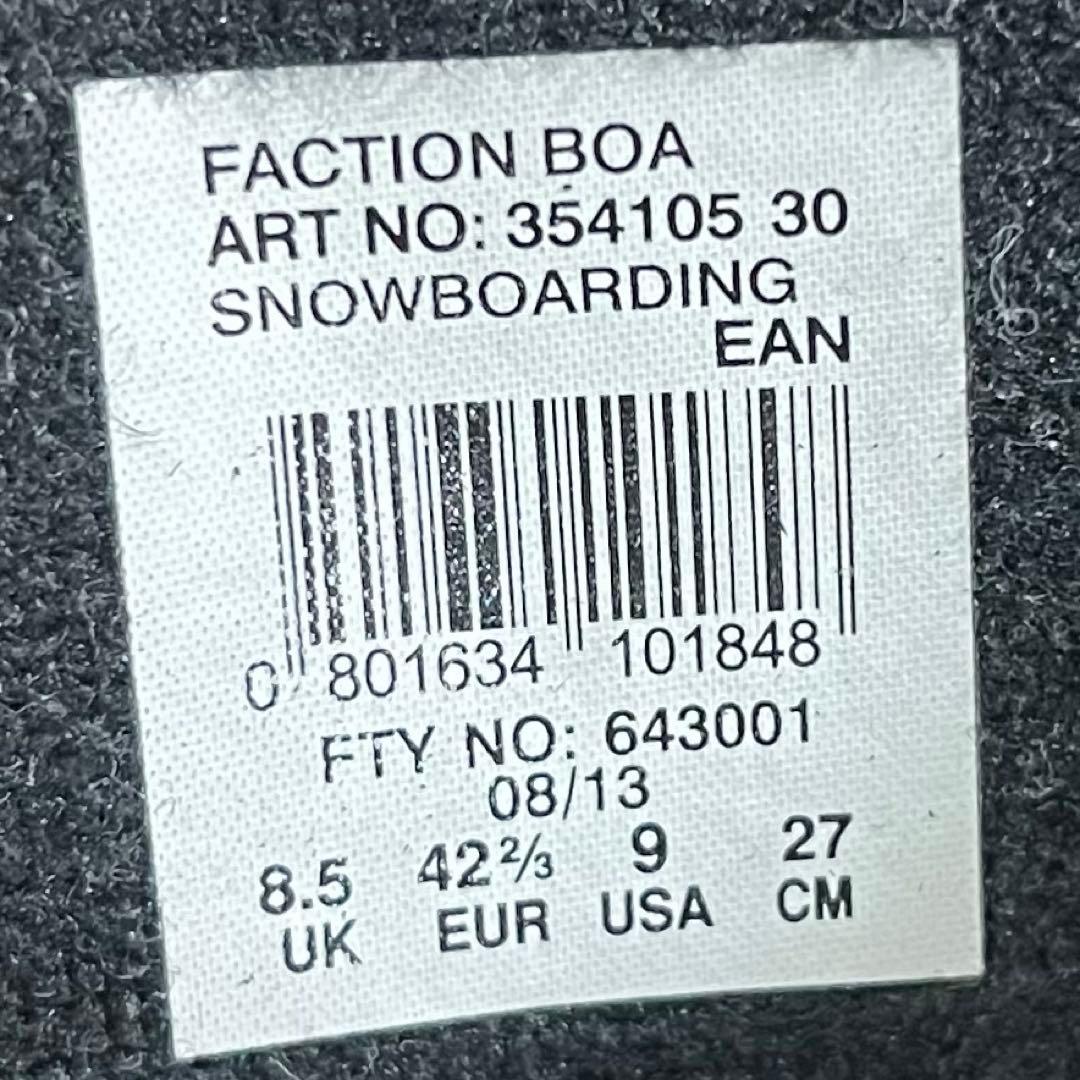 FACTION BOA
ART NO: 354105 30
SNOWBOARDING
EAN
0 801634 101848
FTY NO: 643001
08/13
8.5 42⅔ 9 27
UK EUR USA CM